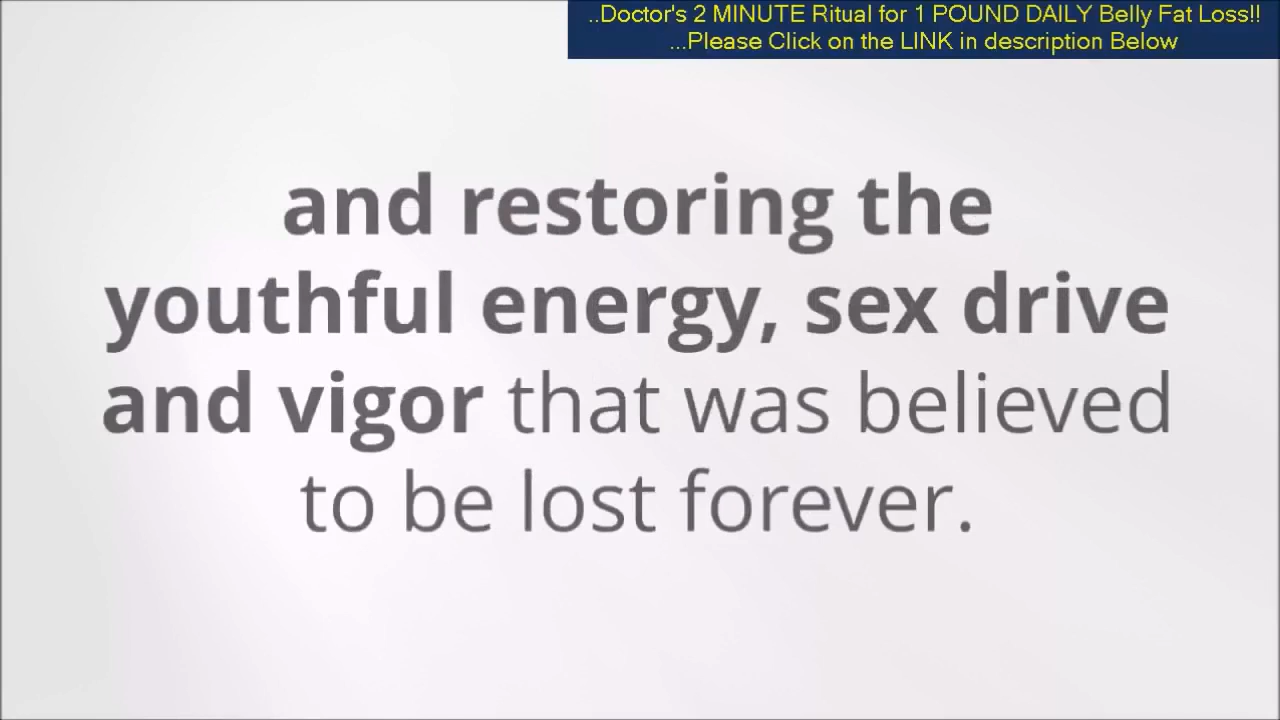 ..Doctor's 2 MINUTE Ritual for 1 POUND DAILY Belly Fat Loss!!
...Please Click on the LINK in description Below
and restoring the
youthful energy, sex drive
and vigor that was believed
to be lost forever.